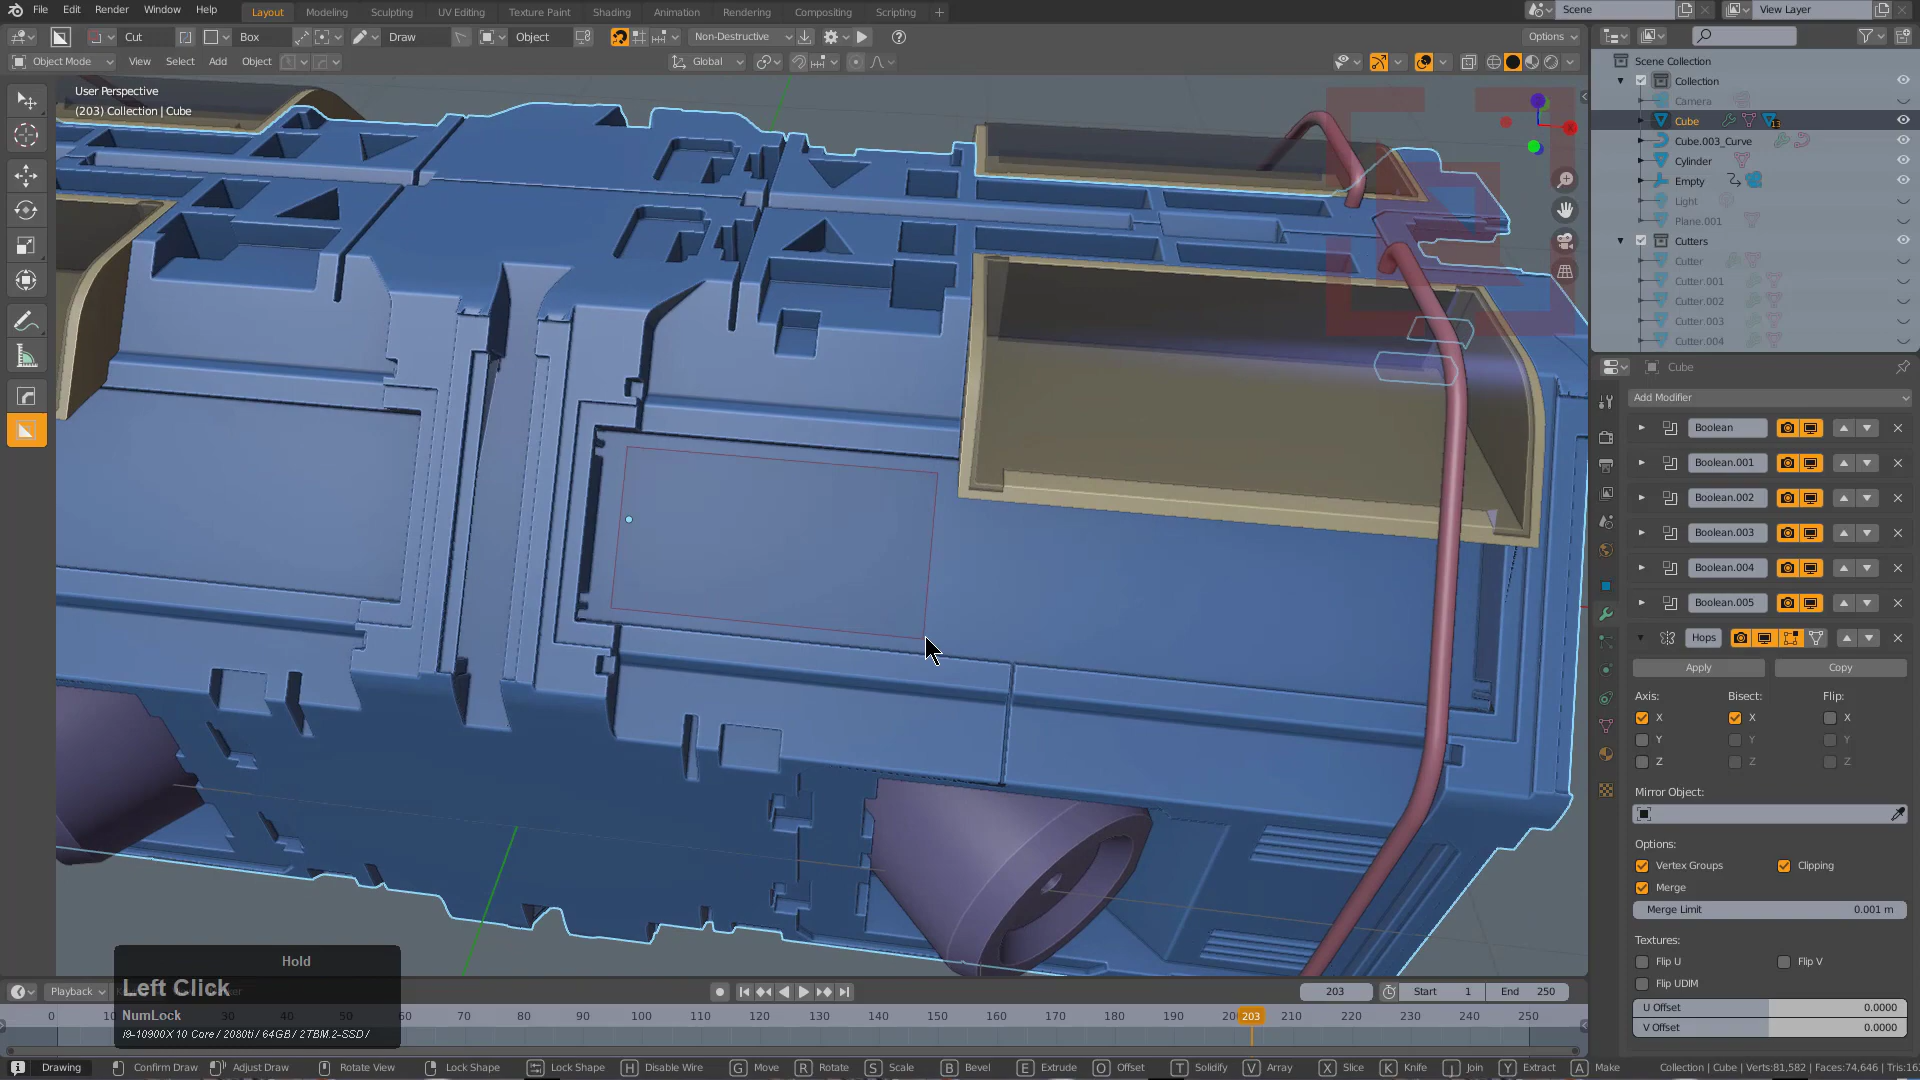 File Edit Render Window Help Layout Modeling Sculpting UV Editing Texture Paint Shading Animation Rendering Compositing Scripting + Scene View Layer
Cut Box Draw Object Non-Destructive Options
Object Mode View Select Add Object Global
User Perspective
(203) Collection | Cube
Scene Collection
Collection
Camera
Cube
Cube.003_Curve
Cylinder
Empty
Light
Plane.001
Cutters
Cutter
Cutter.001
Cutter.002
Cutter.003
Cutter.004
Cube
Add Modifier
Boolean
Boolean.001
Boolean.002
Boolean.003
Boolean.004
Boolean.005
Hops
Apply Copy
Axis: Bisect: Flip:
X X X
Y Y Y
Z Z Z
Mirror Object:
Options:
Vertex Groups Clipping
Merge
Merge Limit 0.001 m
Textures:
Flip U Flip V
Flip UDIM
U Offset 0.0000
V Offset 0.0000
Hold
Left Click
NumLock
i9-10900X 10 Core / 2080ti / 64GB / 2TBM.2-SSD /
Playback 203 Start 1 End 250
0 10 50 60 70 80 90 100 110 120 130 140 150 160 170 180 190 203 210 220 230 240 250
Drawing Confirm Draw Adjust Draw Rotate View Lock Shape Lock Shape H Disable Wire G Move R Rotate S Scale B Bevel E Extrude O Offset T Solidify V Array X Slice K Knife J Join Y Extract A Make Collection | Cube | Verts:81,582 | Faces:74,646 | Tris:16